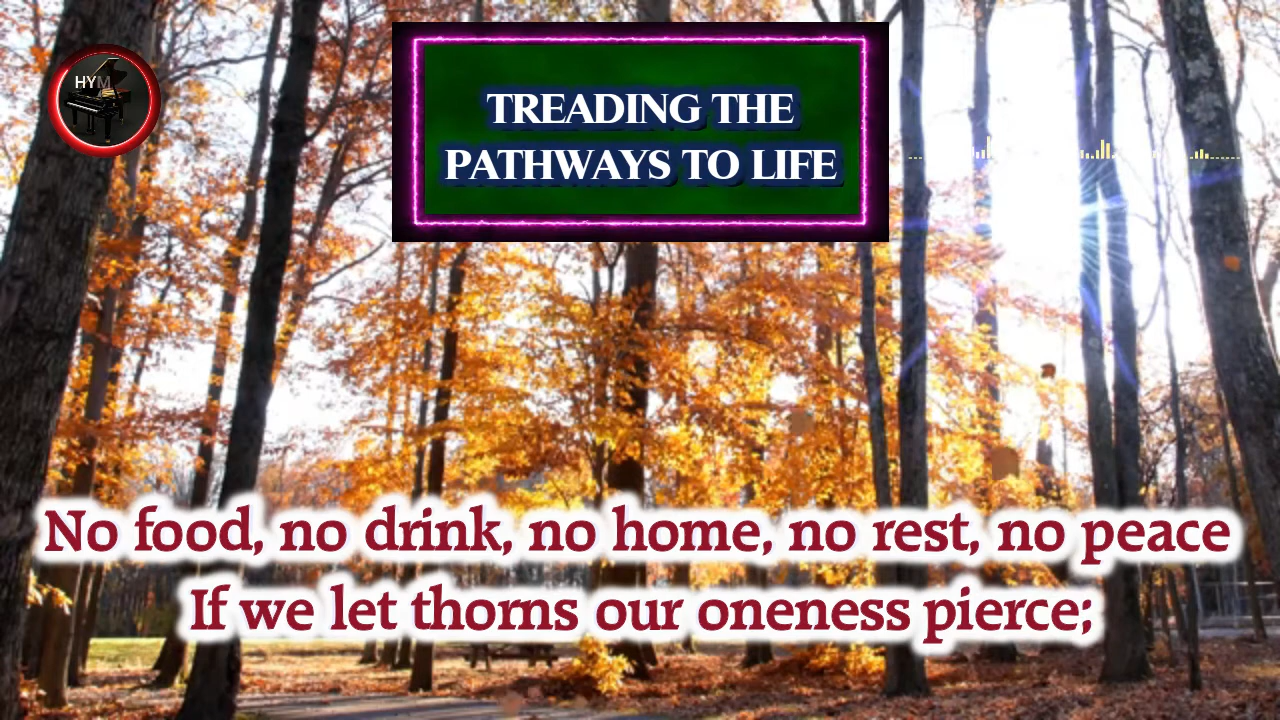 HYM
TREADING THE
PATHWAYS TO LIFE
No food, no drink, no home, no rest, no peace
If we let thorns our oneness pierce;